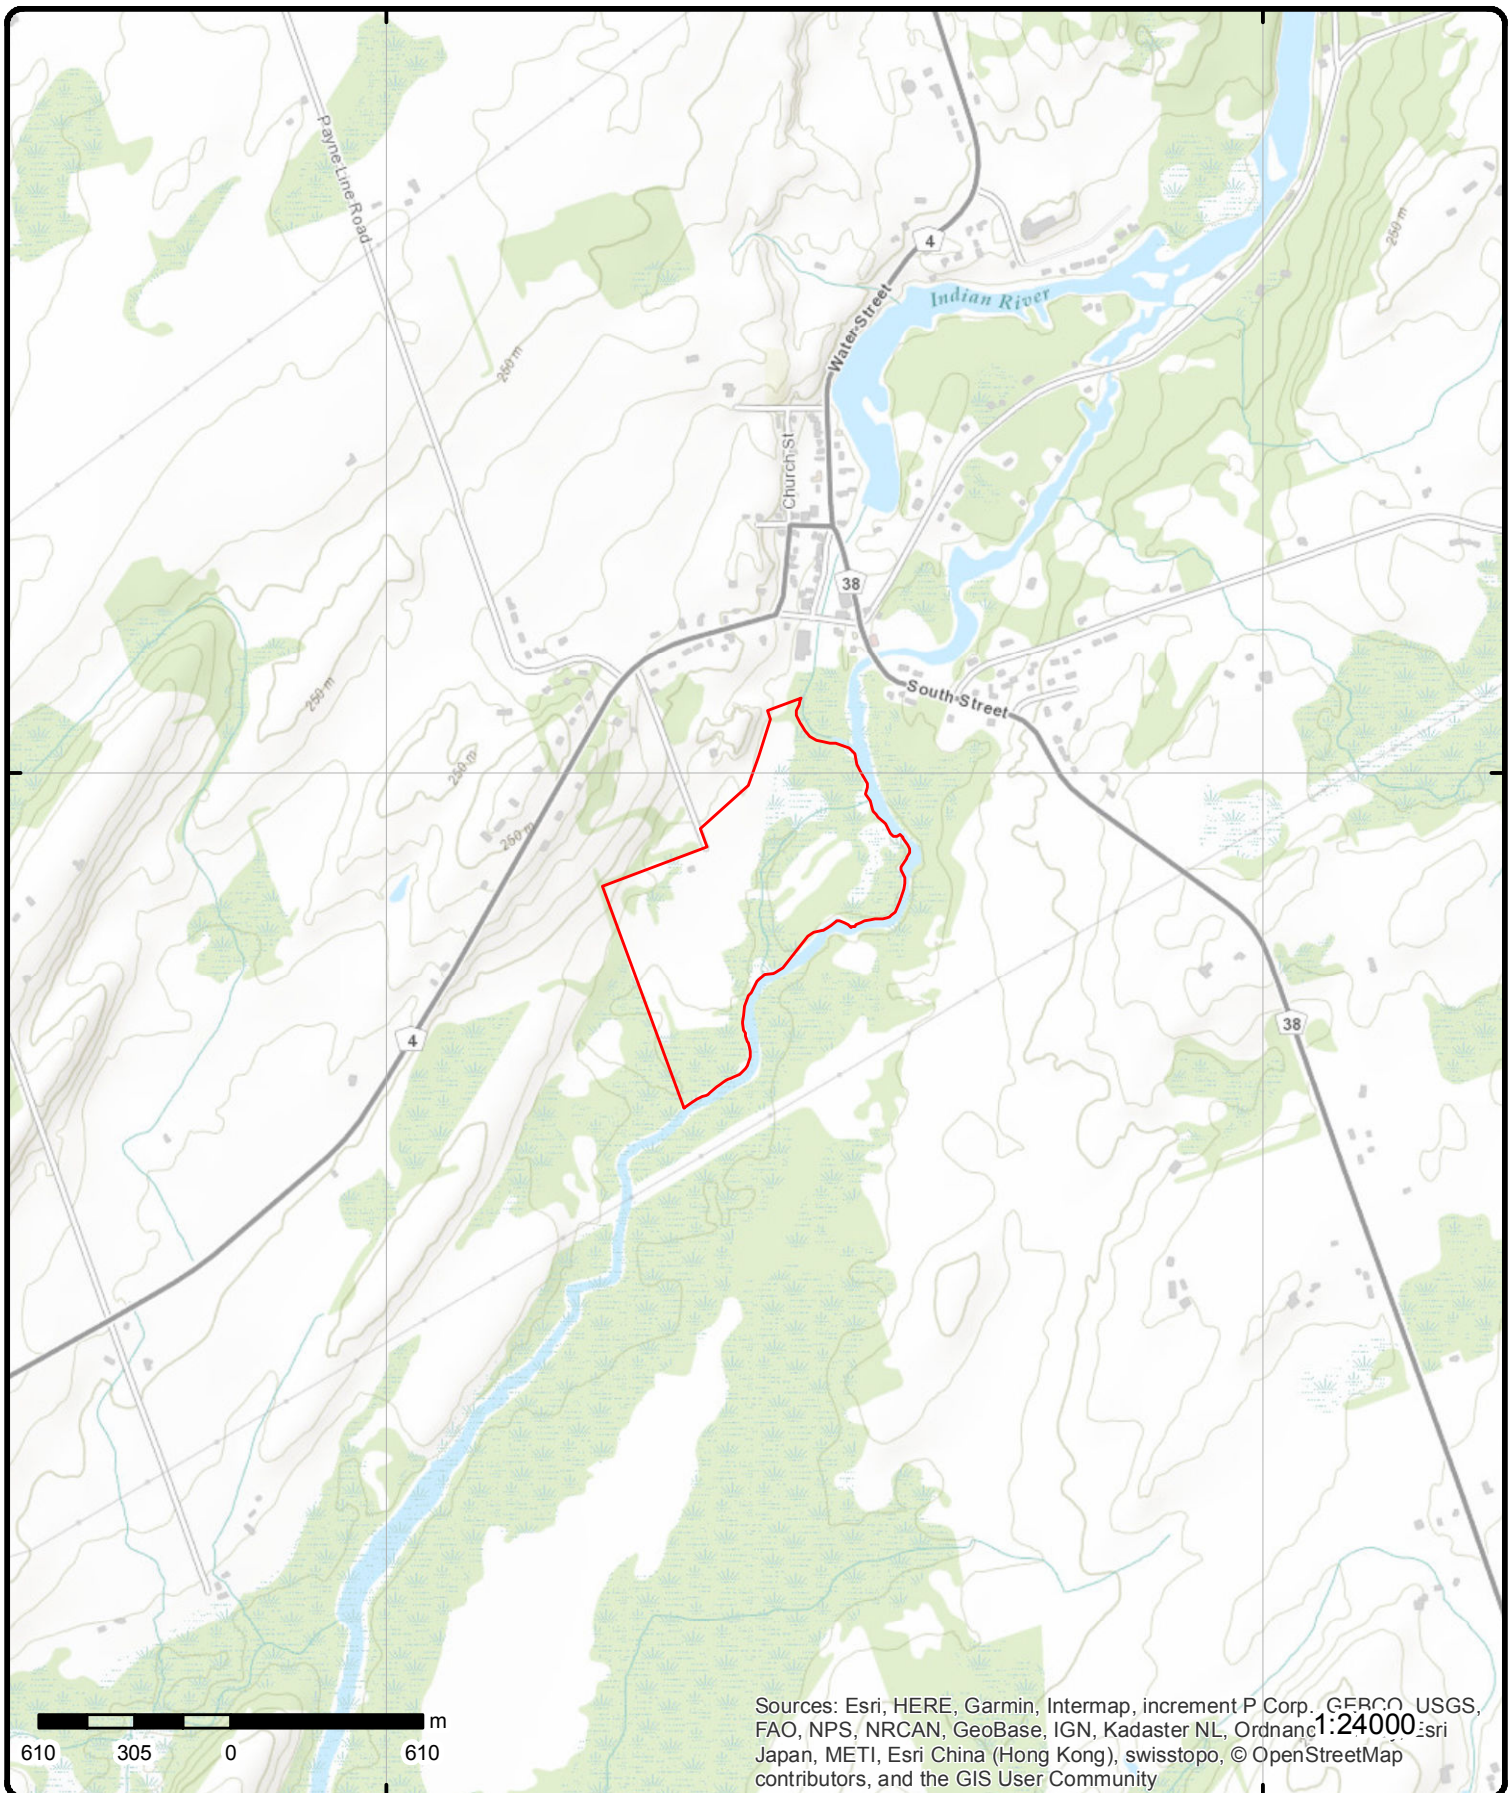 Payne Line Road
250 m
4
Indian River
Water Street
250 m
Church St
38
250 m
South Street
250 m
250 m
4
38
m
610 305 0 610
Sources: Esri, HERE, Garmin, Intermap, increment P Corp., GEBCO, USGS,
FAO, NPS, NRCAN, GeoBase, IGN, Kadaster NL, Ordnanc Esri
1:24000
Japan, METI, Esri China (Hong Kong), swisstopo, © OpenStreetMap
contributors, and the GIS User Community